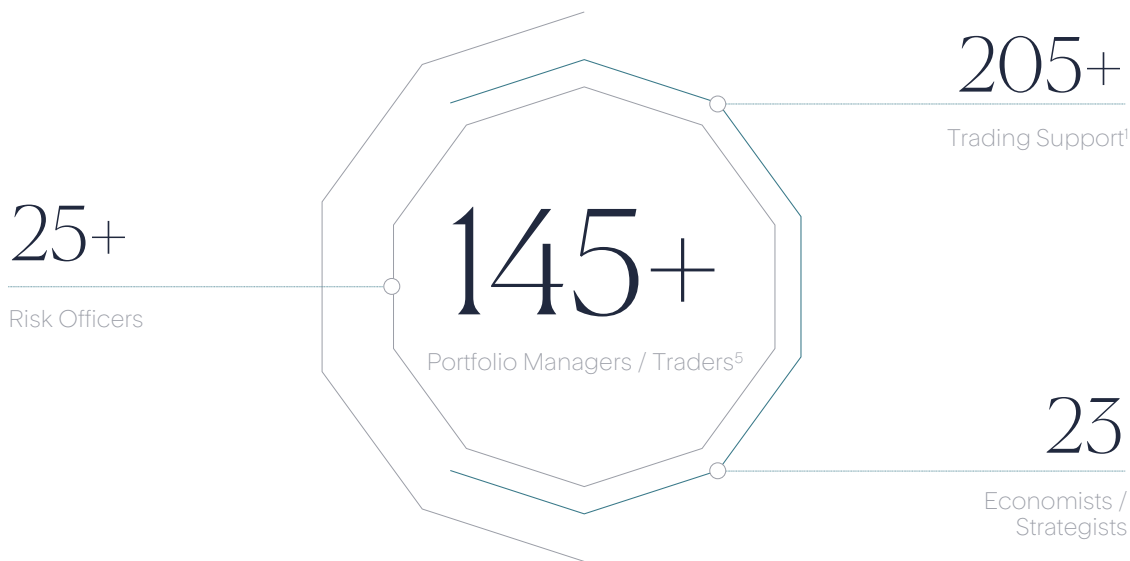 205+
Trading Support¹
25+
Risk Officers
145+
Portfolio Managers / Traders⁵
23
Economists /
Strategists